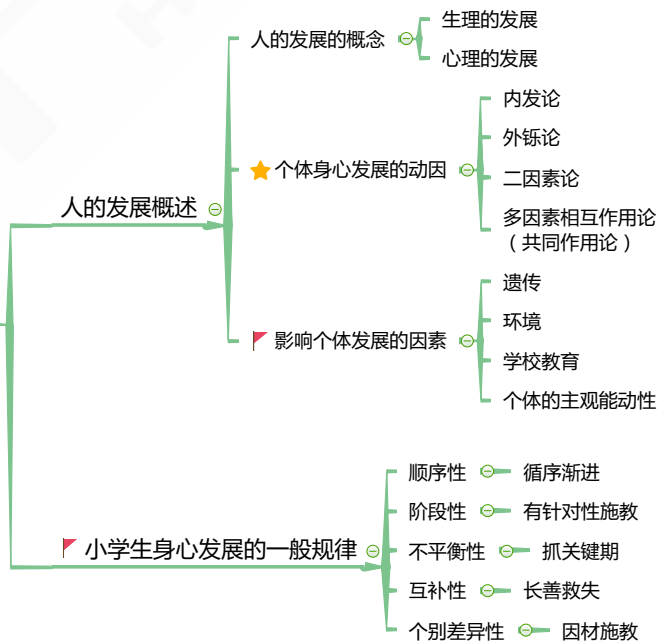 人的发展概述
人的发展的概念
生理的发展
心理的发展
个体身心发展的动因
内发论
外铄论
二因素论
多因素相互作用论
（共同作用论）
影响个体发展的因素
遗传
环境
学校教育
个体的主观能动性
小学生身心发展的一般规律
顺序性
循序渐进
阶段性
有针对性施教
不平衡性
抓关键期
互补性
长善救失
个别差异性
因材施教